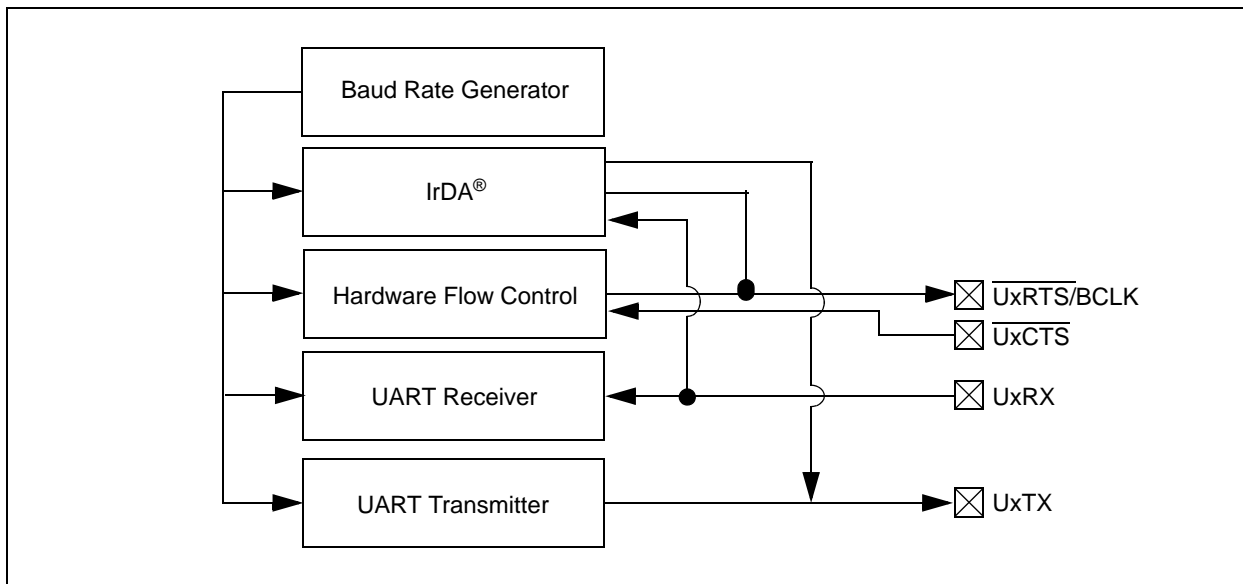 Baud Rate Generator
IrDA®
Hardware Flow Control
UxRTS/BCLK
UxCTS
UART Receiver
UxRX
UART Transmitter
UxTX